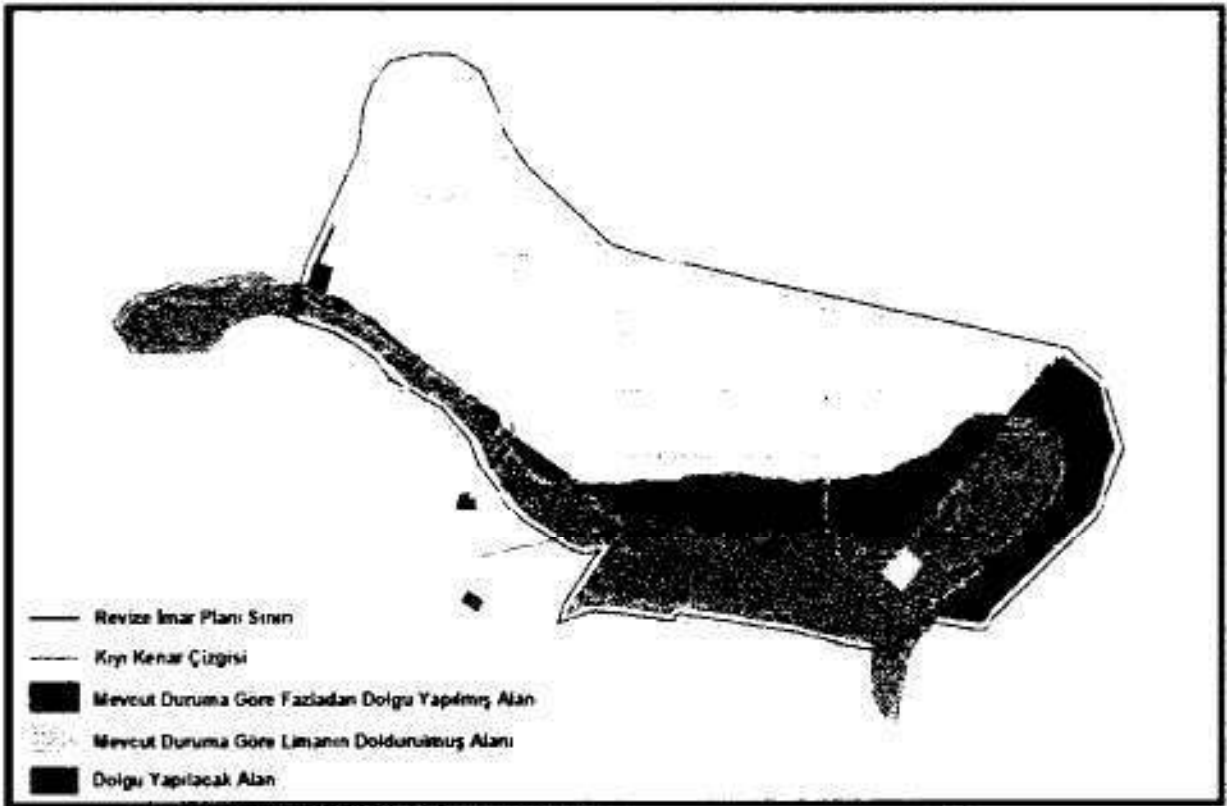 Revize İmar Planı Sınırı
Kıyı Kenar Çizgisi
Mevcut Duruma Göre Fazladan Dolgu Yapılmış Alan
Mevcut Duruma Göre Limanın Doldurulmuş Alanı
Dolgu Yapılacak Alan